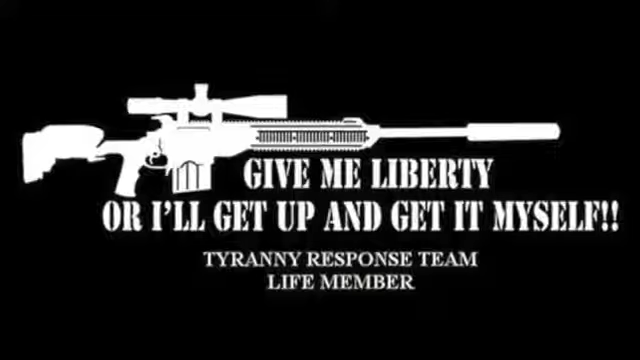 GIVE ME LIBERTY
OR I'LL GET UP AND GET IT MYSELF!!
TYRANNY RESPONSE TEAM
LIFE MEMBER